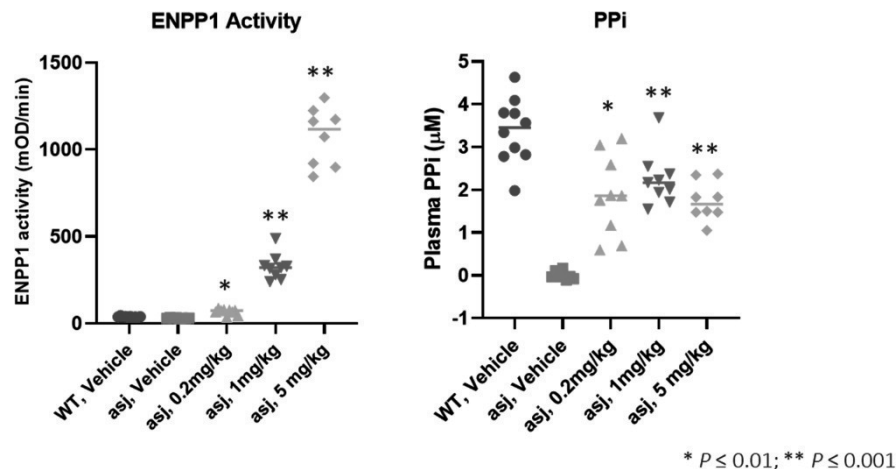 ENPP1 Activity
ENPP1 activity (mOD/min)
1500
1000
500
0
*
**
**
WT, Vehicle
asj, Vehicle
asj, 0.2mg/kg
asj, 1mg/kg
asj, 5 mg/kg
PPi
Plasma PPi (μM)
5
4
3
2
1
0
-1
*
**
**
WT, Vehicle
asj, Vehicle
asj, 0.2mg/kg
asj, 1mg/kg
asj, 5 mg/kg
* P ≤ 0.01; ** P ≤ 0.001